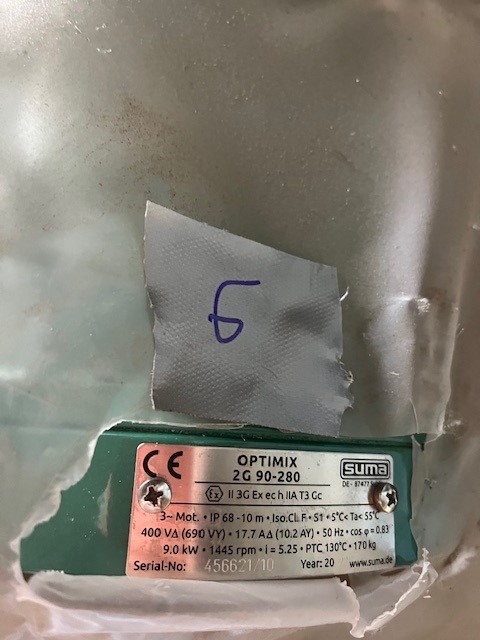 6
CE
OPTIMIX
2G 90-280
suma
DE - 87477 S
Ex II 3G Ex ec h IIA T3 Gc
3~ Mot. • IP 68 -10 m • Iso.Cl. F • S1 • 5°C< Ta< 55°C
400 VΔ (690 VY) • 17.7 AΔ (10.2 AY) • 50 Hz • cos φ = 0.83
9.0 kW • 1445 rpm • i = 5.25 • PTC 130°C • 170 kg
Serial-No: 456621/10 Year: 20 www.suma.de